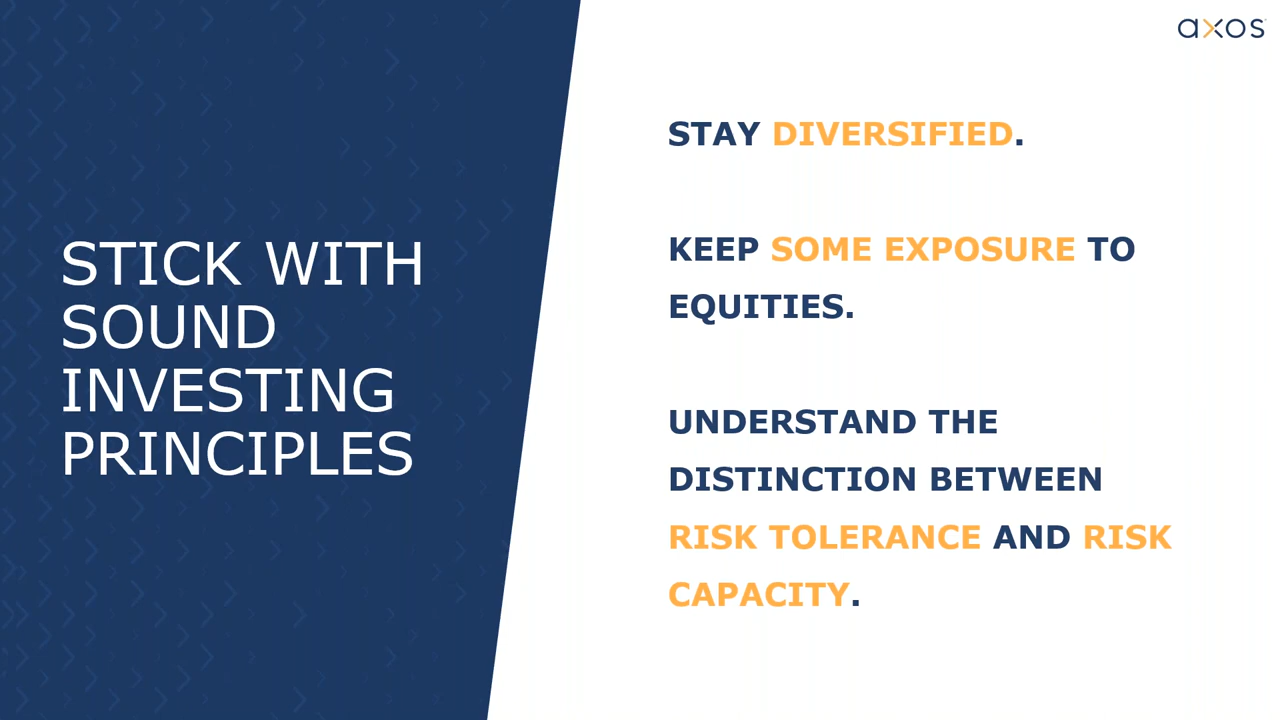 axos
STICK WITH
SOUND
INVESTING
PRINCIPLES
STAY DIVERSIFIED.
KEEP SOME EXPOSURE TO
EQUITIES.
UNDERSTAND THE
DISTINCTION BETWEEN
RISK TOLERANCE AND RISK
CAPACITY.